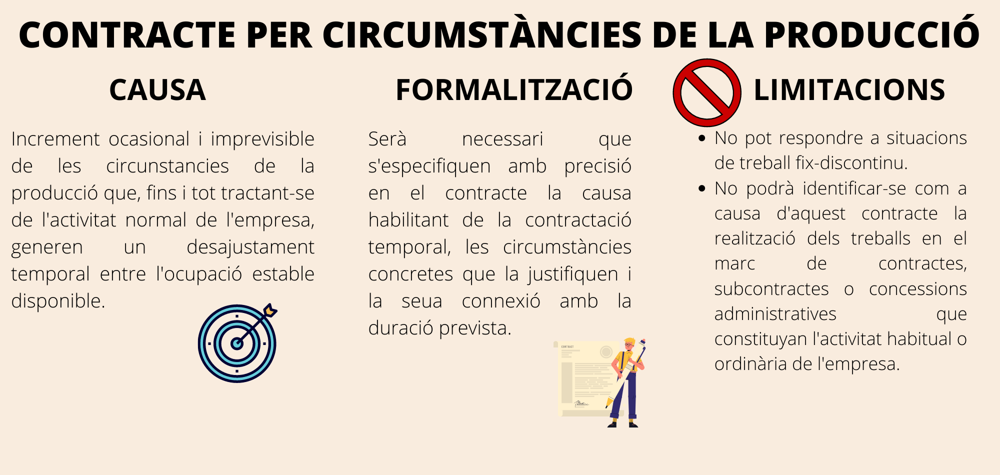 CONTRACTE PER CIRCUMSTÀNCIES DE LA PRODUCCIÓ
CAUSA
Increment ocasional i imprevisible
de les circunstancies de la
producció que, fins i tot tractant-se
de l'activitat normal de l'empresa,
generen un desajustament
temporal entre l'ocupació estable
disponible.
FORMALITZACIÓ
Serà necessari que
s'especifiquen amb precisió
en el contracte la causa
habilitant de la contractació
temporal, les circumstàncies
concretes que la justifiquen i
la seua connexió amb la
duració prevista.
CONTRACT
LIMITACIONS
• No pot respondre a situacions
de treball fix-discontinu.
• No podrà identificar-se com a
causa d'aquest contracte la
realització dels treballs en el
marc de contractes,
subcontractes o concessions
administratives que
constituyan l'activitat habitual o
ordinària de l'empresa.